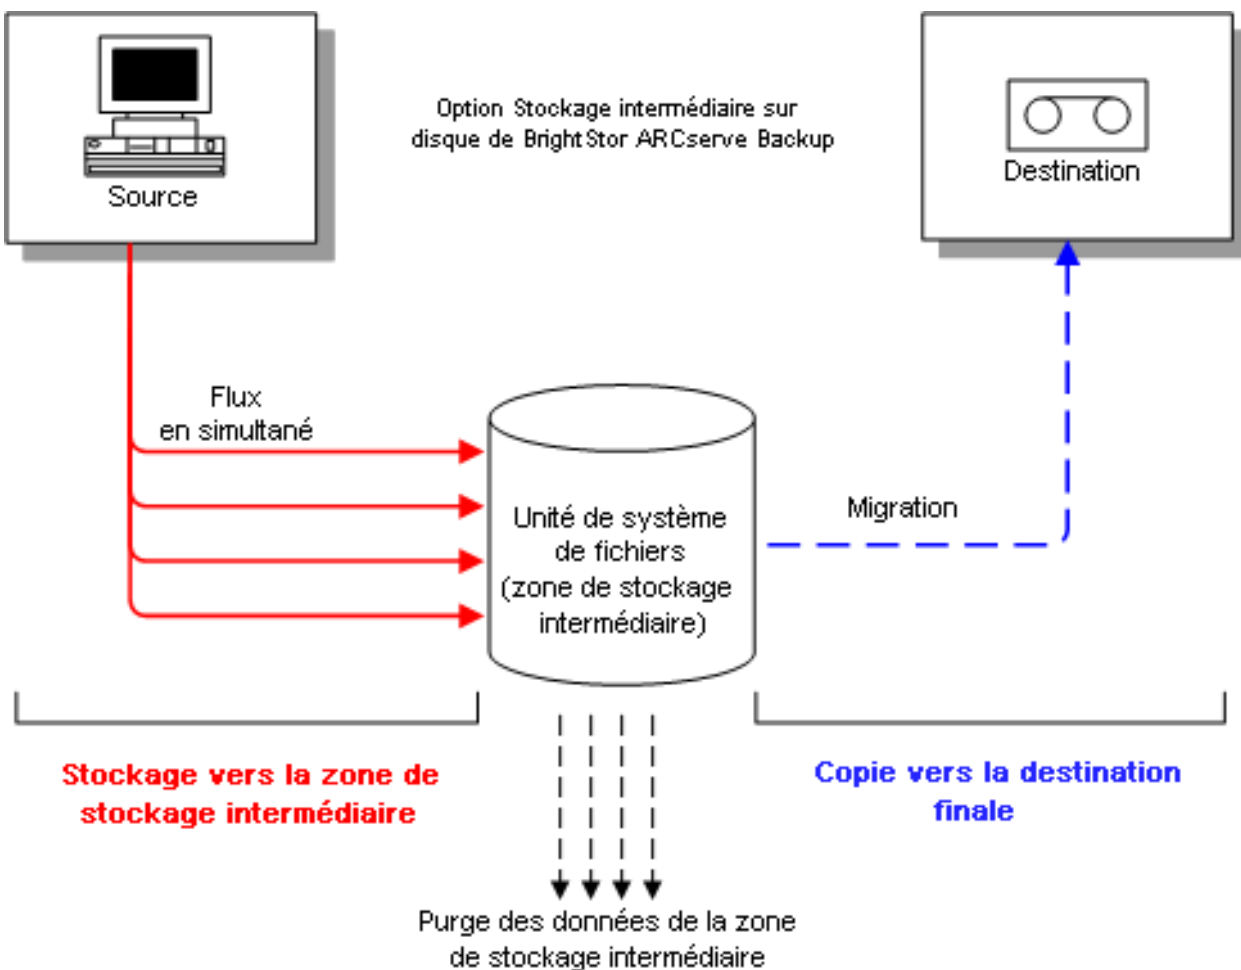 Option Stockage intermédiaire sur
disque de BrightStor ARCserve Backup
Source
Destination
Flux
en simultané
Unité de système
de fichiers
(zone de stockage
intermédiaire)
Migration
Stockage vers la zone de
stockage intermédiaire
Copie vers la destination
finale
Purge des données de la zone
de stockage intermédiaire